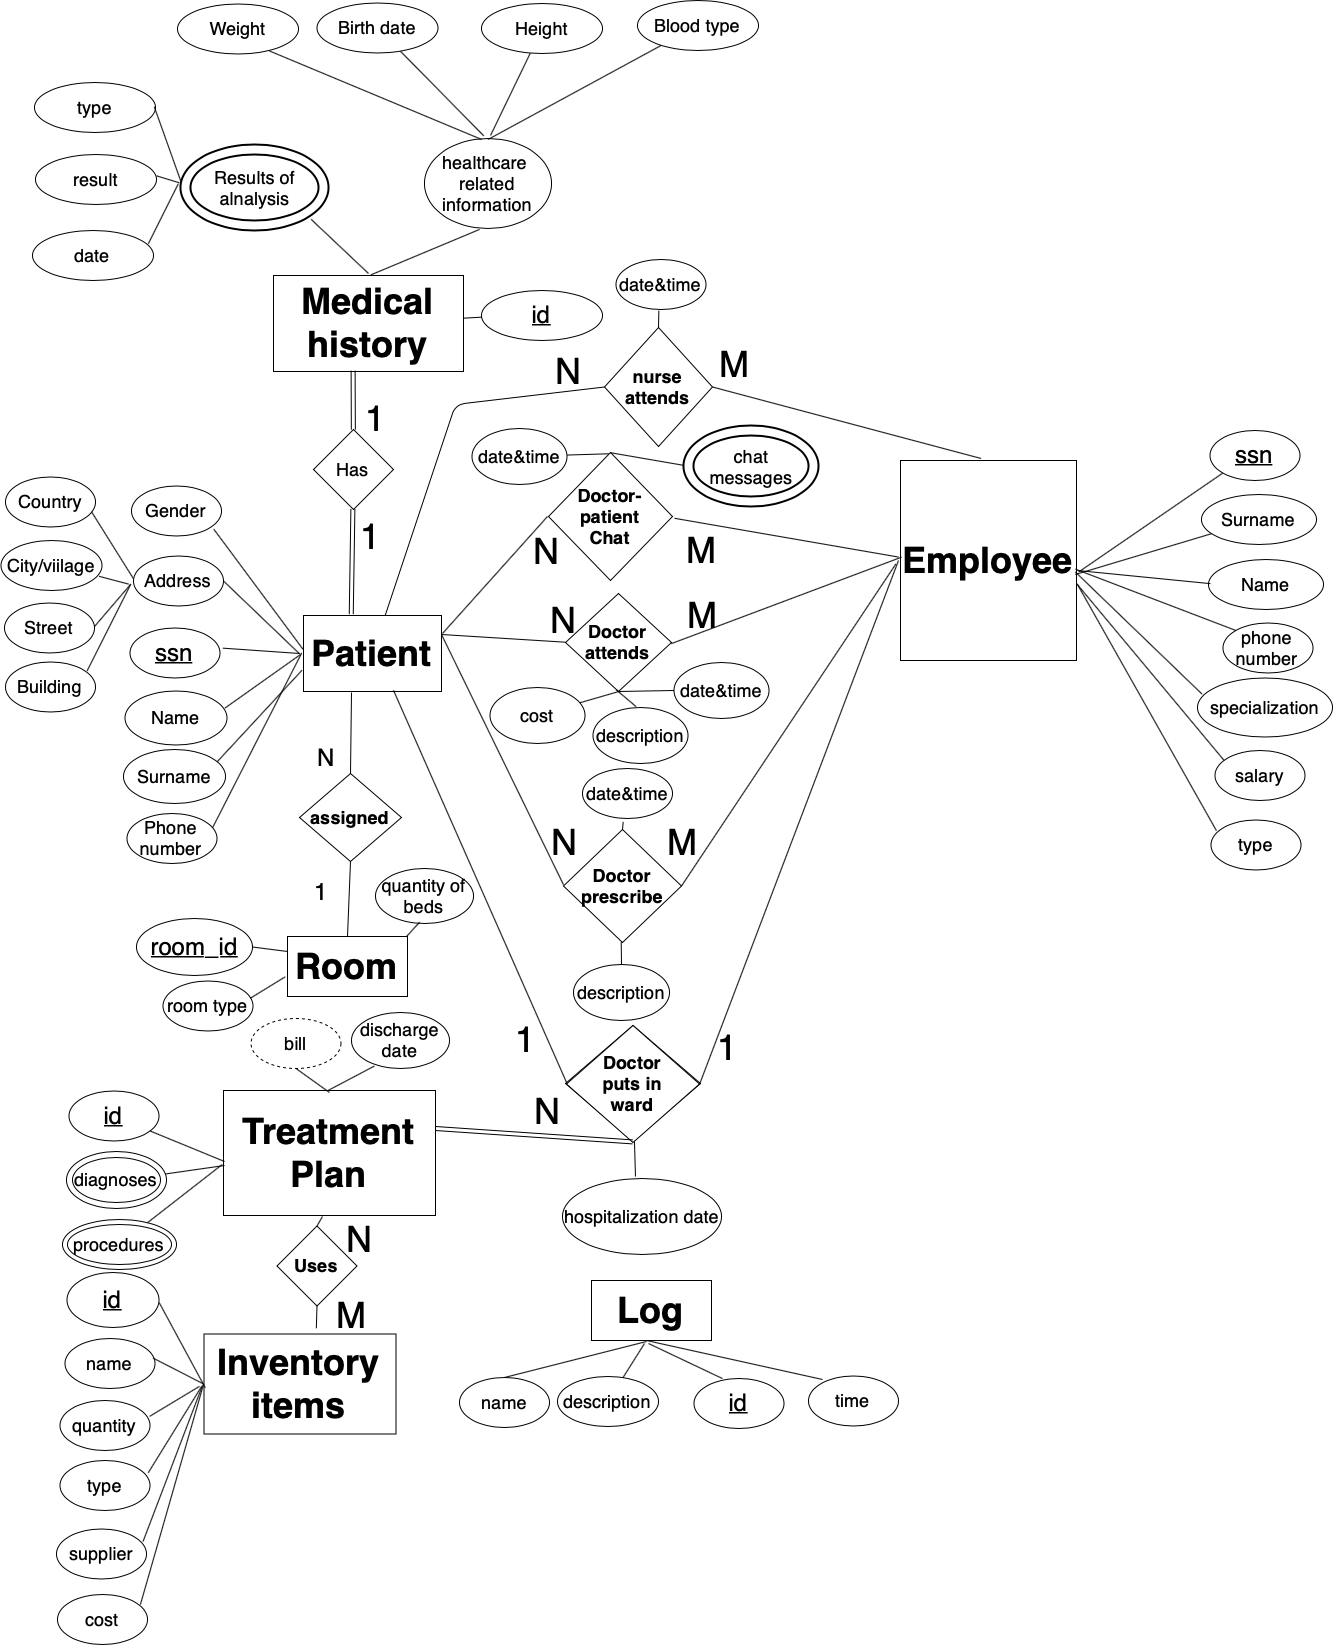 Weight
Birth date
Height
Blood type
type
result
date
Results of
alnalysis
healthcare
related
information
Medical
history
id
date&time
N
M
nurse
attends
1
Has
1
date&time
chat
messages
Doctor-
patient
Chat
N
M
Employee
ssn
Surname
Name
phone
number
specialization
salary
type
Country
City/viilage
Street
Building
Gender
Address
ssn
Name
Surname
Phone
number
Patient
N
M
Doctor
attends
cost
date&time
description
N
assigned
1
quantity of
beds
room_id
Room
room type
date&time
N
M
Doctor
prescribe
description
1
1
Doctor
puts in
ward
N
hospitalization date
bill
discharge
date
Treatment
Plan
id
diagnoses
procedures
N
Uses
M
id
name
quantity
type
supplier
cost
Inventory
items
Log
name
description
id
time